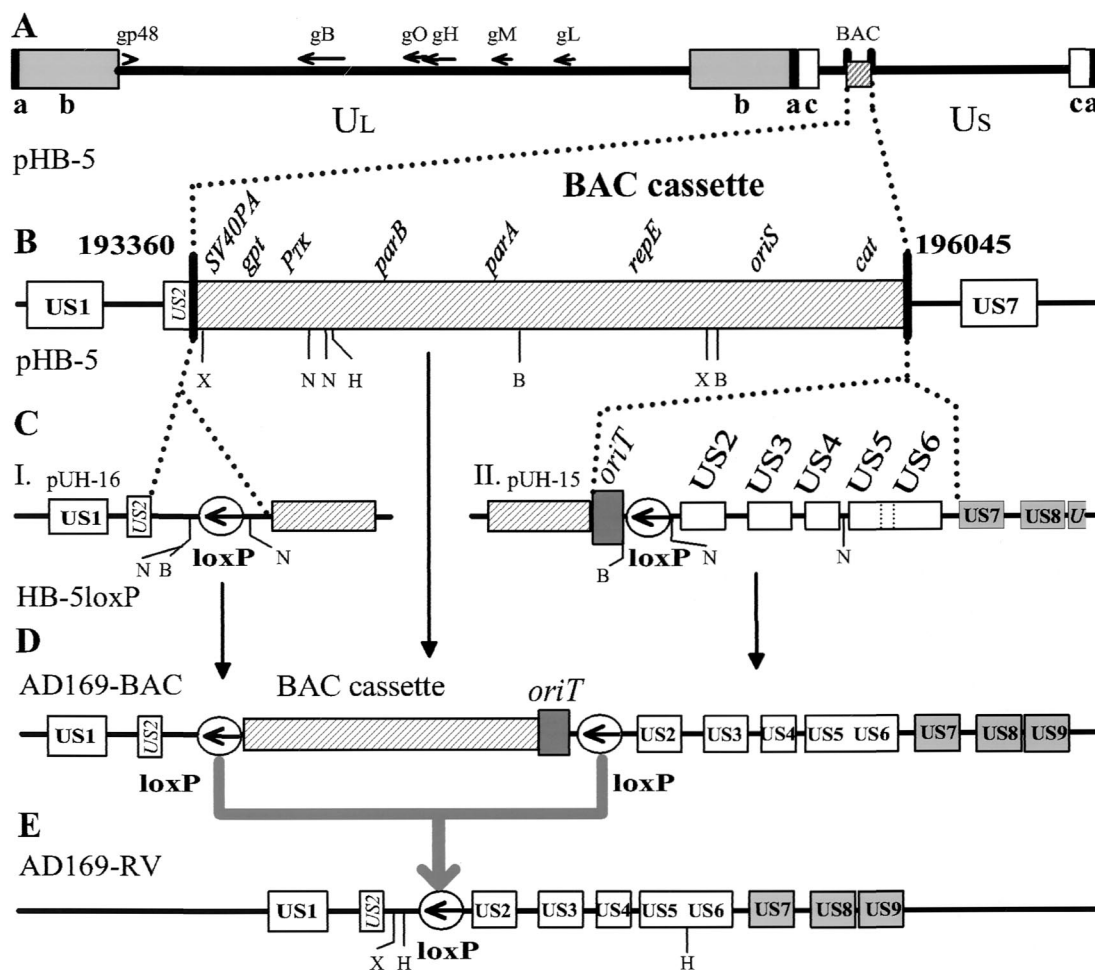 A
gp48 gB gO gH gM gL BAC
a b b a c c a
UL US
pHB-5
BAC cassette
B 193360 SV40PA gpt PTK parB parA repE oriS cat 196045
US1 US2 US7
pHB-5
X N N H B X B
C
I. pUH-16 II. pUH-15 oriT US2 US3 US4 US5 US6
US1 US2 US7 US8 U
N B loxP N B loxP N N
HB-5loxP
D
AD169-BAC BAC cassette oriT
US1 US2 US2 US3 US4 US5 US6 US7 US8 US9
loxP loxP
E
AD169-RV
US1 US2 US2 US3 US4 US5 US6 US7 US8 US9
X H loxP H